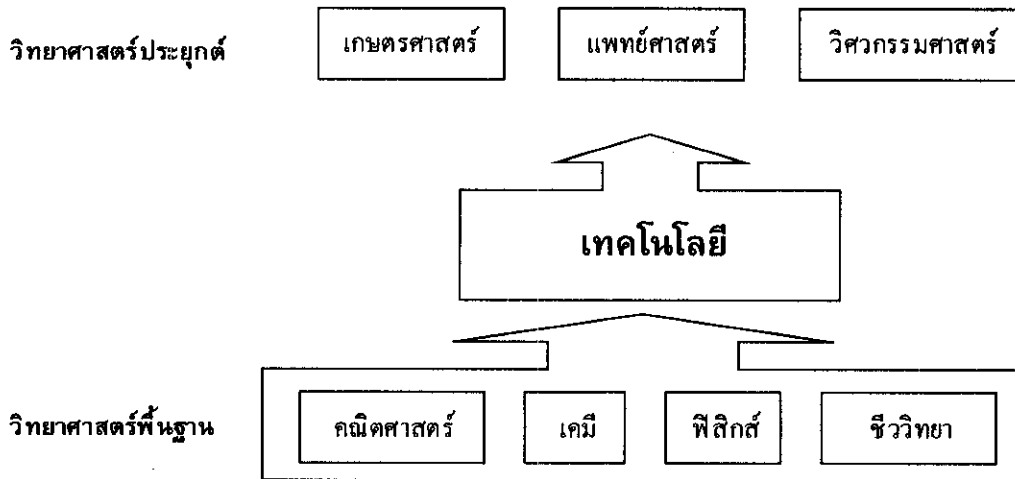 วิทยาศาสตร์ประยุกต์ เกษตรศาสตร์ แพทย์ศาสตร์ วิศวกรรมศาสตร์
เทคโนโลยี
วิทยาศาสตร์พื้นฐาน คณิตศาสตร์ เคมี ฟิสิกส์ ชีววิทยา